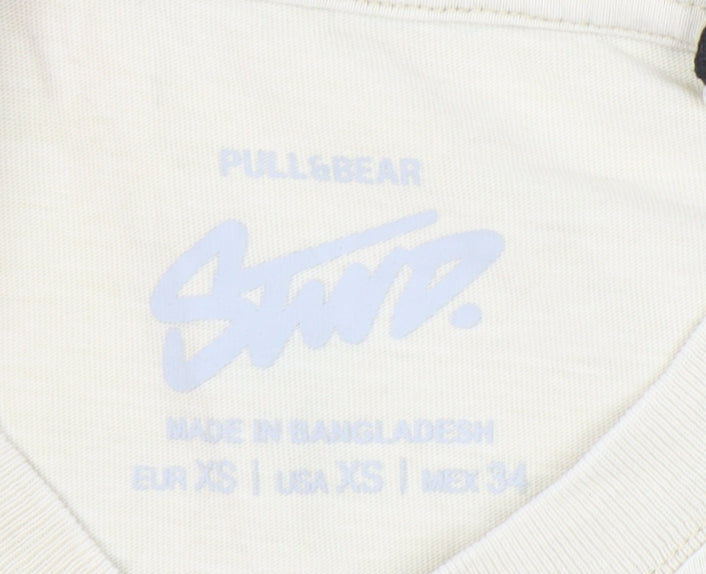 PULL&BEAR
STWD.
MADE IN BANGLADESH
EUR XS | USA XS | MEX 34